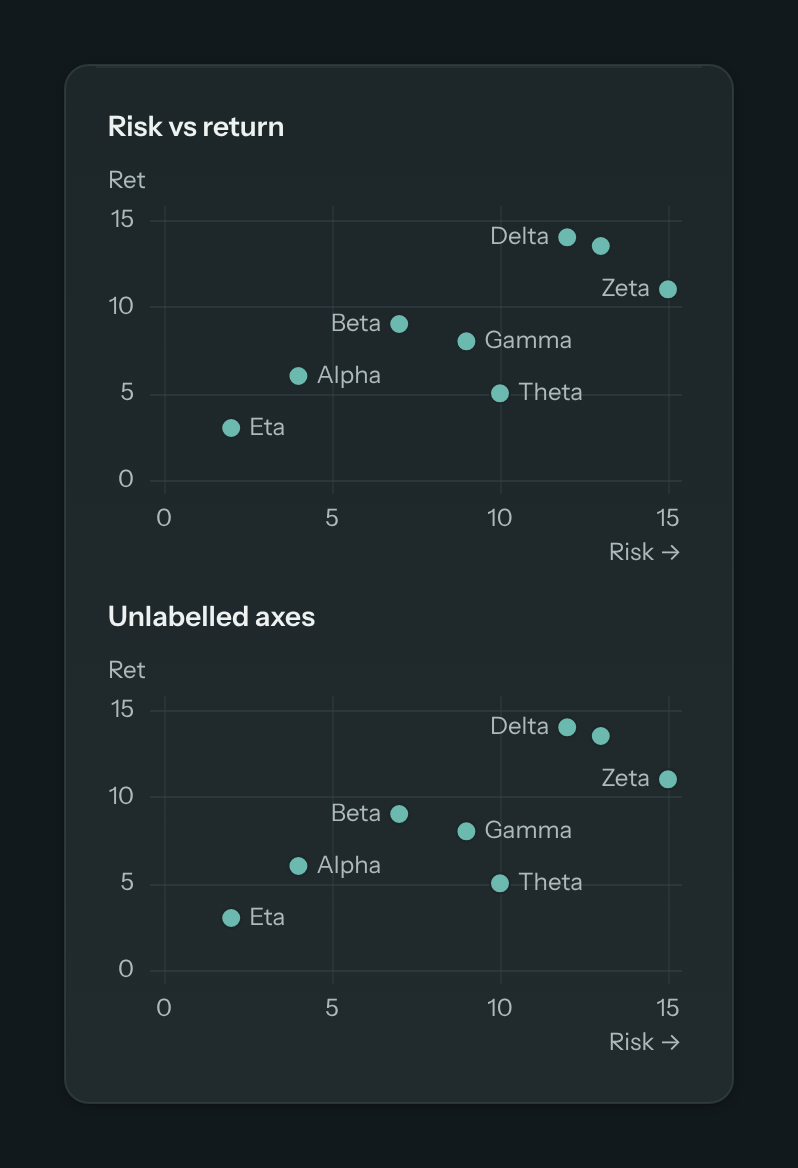 Risk vs return
Ret
15
Delta
Zeta
10
Beta
Gamma
Alpha
5
Theta
Eta
0
0 5 10 15
Risk →
Unlabelled axes
Ret
15
Delta
Zeta
10
Beta
Gamma
Alpha
5
Theta
Eta
0
0 5 10 15
Risk →